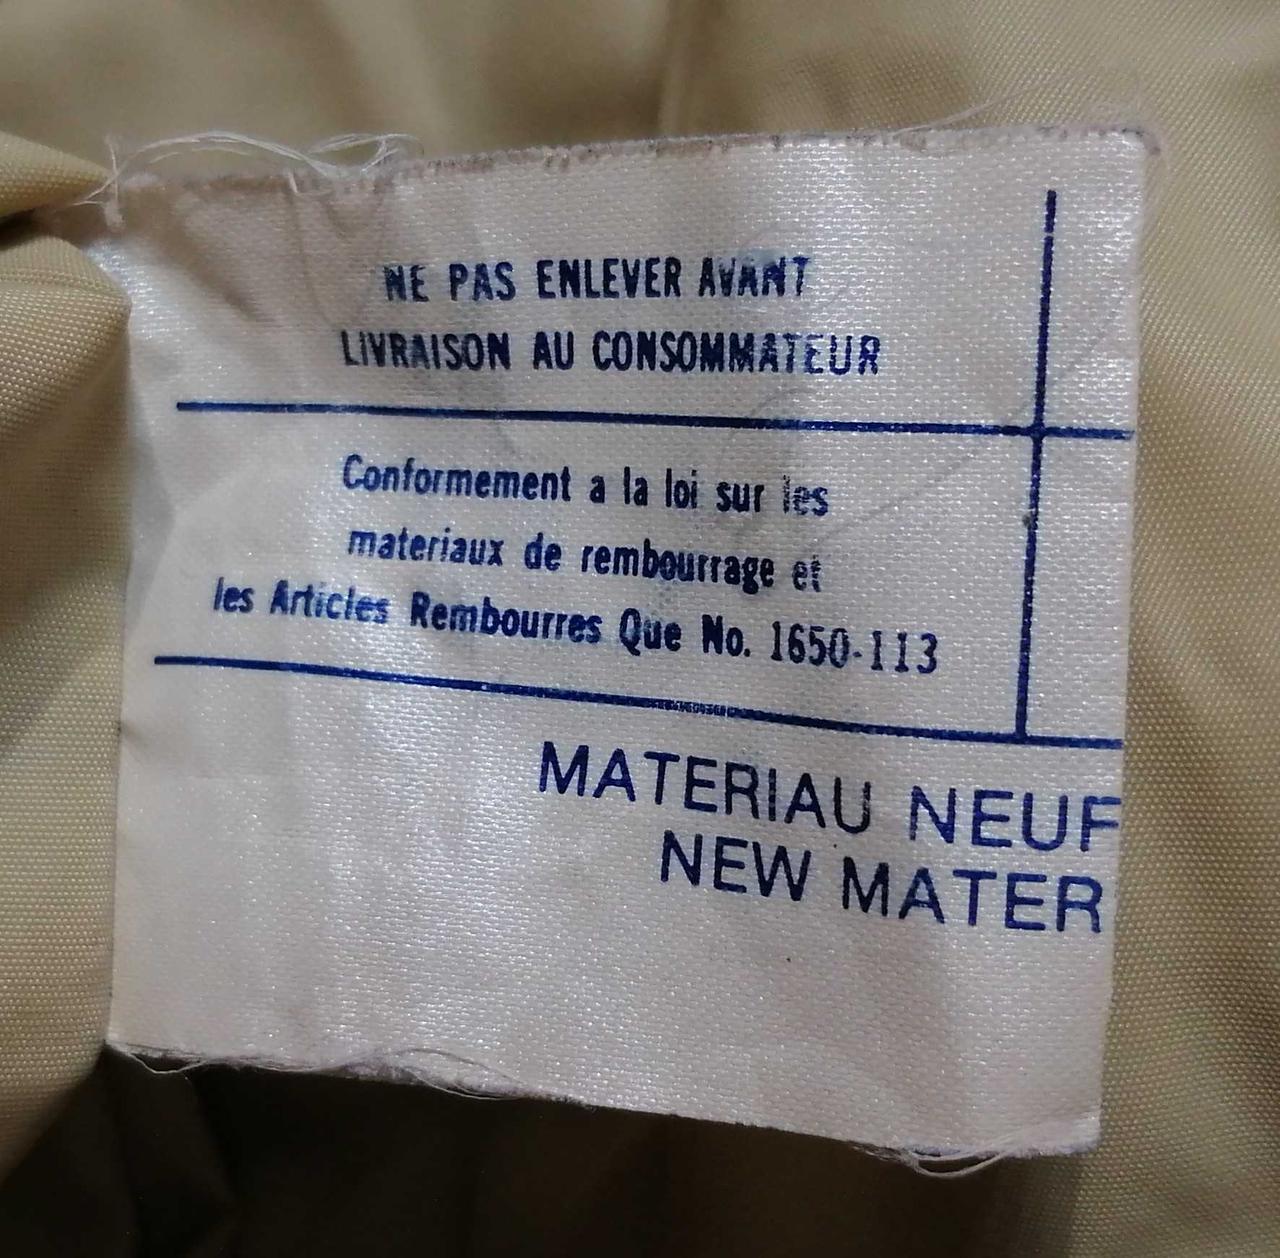 NE PAS ENLEVER AVANT
LIVRAISON AU CONSOMMATEUR
Conformement a la loi sur les
materiaux de rembourrage et
les Articles Rembourres Que No. 1650-113
MATERIAU NEUF
NEW MATER